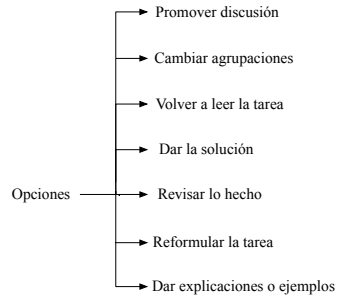 Promover discusión
Cambiar agrupaciones
Volver a leer la tarea
Dar la solución
Opciones
Revisar lo hecho
Reformular la tarea
Dar explicaciones o ejemplos